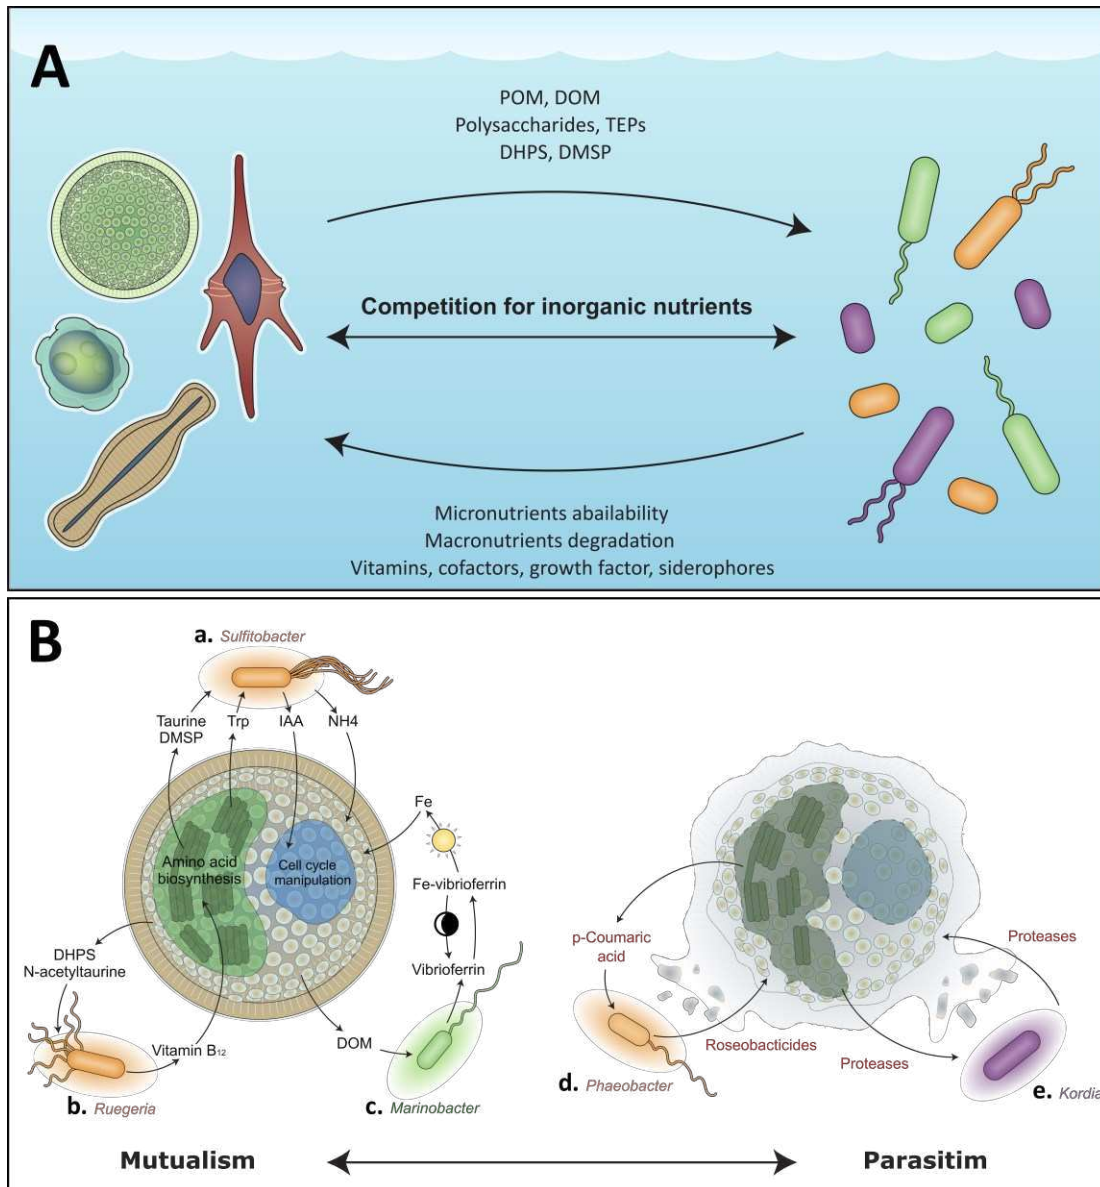 A
POM, DOM
Polysaccharides, TEPs
DHPS, DMSP
Competition for inorganic nutrients
Micronutrients abailability
Macronutrients degradation
Vitamins, cofactors, growth factor, siderophores
B
a. Sulfitobacter
Taurine
DMSP
Trp
IAA
NH4
Amino acid
biosynthesis
Cell cycle
manipulation
Fe
Fe-vibrioferrin
Vibrioferrin
DHPS
N-acetyltaurine
Vitamin B12
DOM
b. Ruegeria
c. Marinobacter
p-Coumaric
acid
Proteases
Roseobacticides
Proteases
d. Phaeobacter
e. Kordia
Mutualism
Parasitim